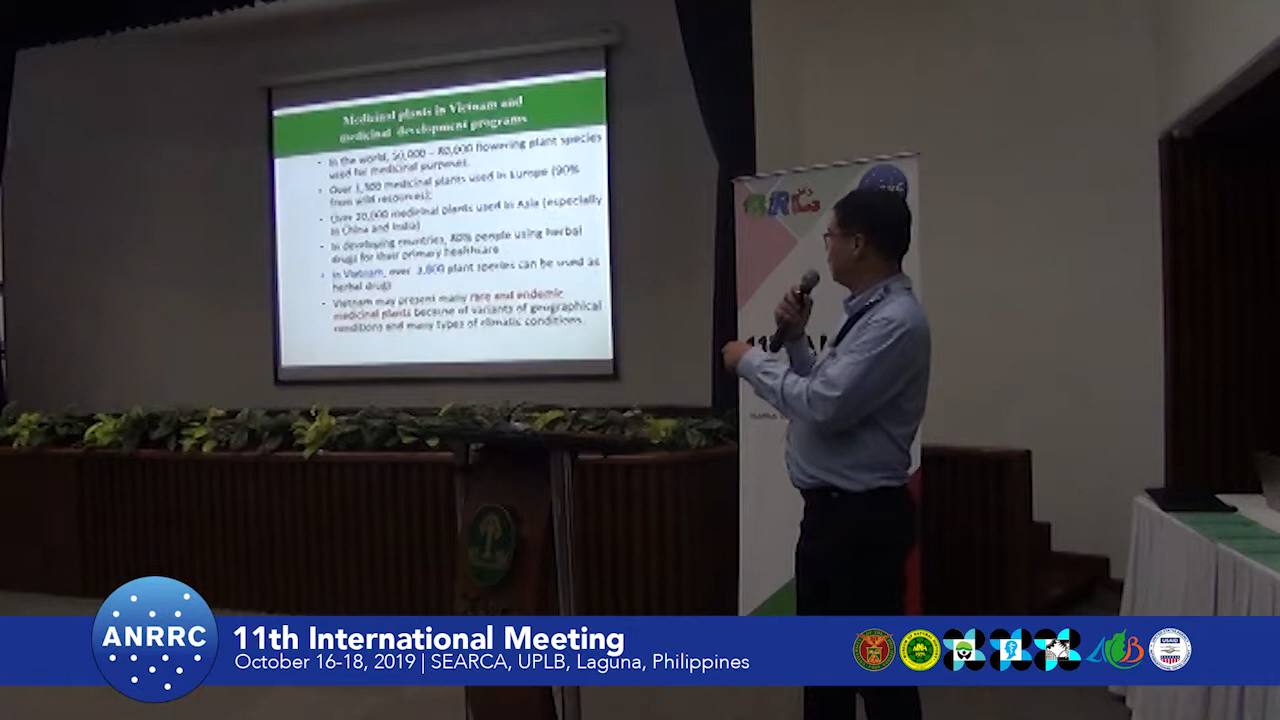 Medicinal plants in Vietnam and
medicinal development programs
• In the world, 50,000 – 80,000 flowering plant species
used for medicinal purposes.
• Over 1,300 medicinal plants used in Europe (90%
from wild resources);
• Over 20,000 medicinal plants used in Asia (especially
in China and India)
• In developing countries, 80% people using herbal
drugs for their primary healthcare
• In Vietnam, over 3,800 plant species can be used as
herbal drugs
• Vietnam may present many rare and endemic
medicinal plants because of variants of geographical
conditions and many types of climatic conditions.
ANRRC
11th International Meeting
October 16-18, 2019 | SEARCA, UPLB, Laguna, Philippines
USAID